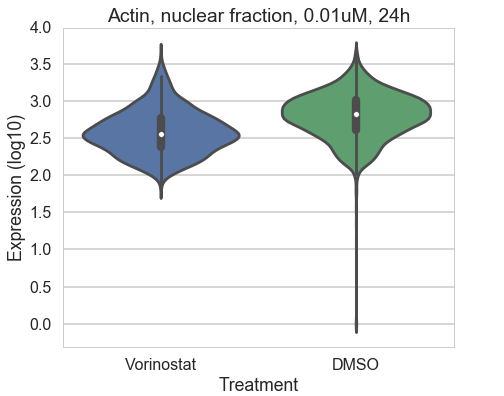 Actin, nuclear fraction, 0.01uM, 24h
4.0
3.5
3.0
2.5
2.0
1.5
1.0
0.5
0.0
Expression (log10)
Vorinostat
DMSO
Treatment